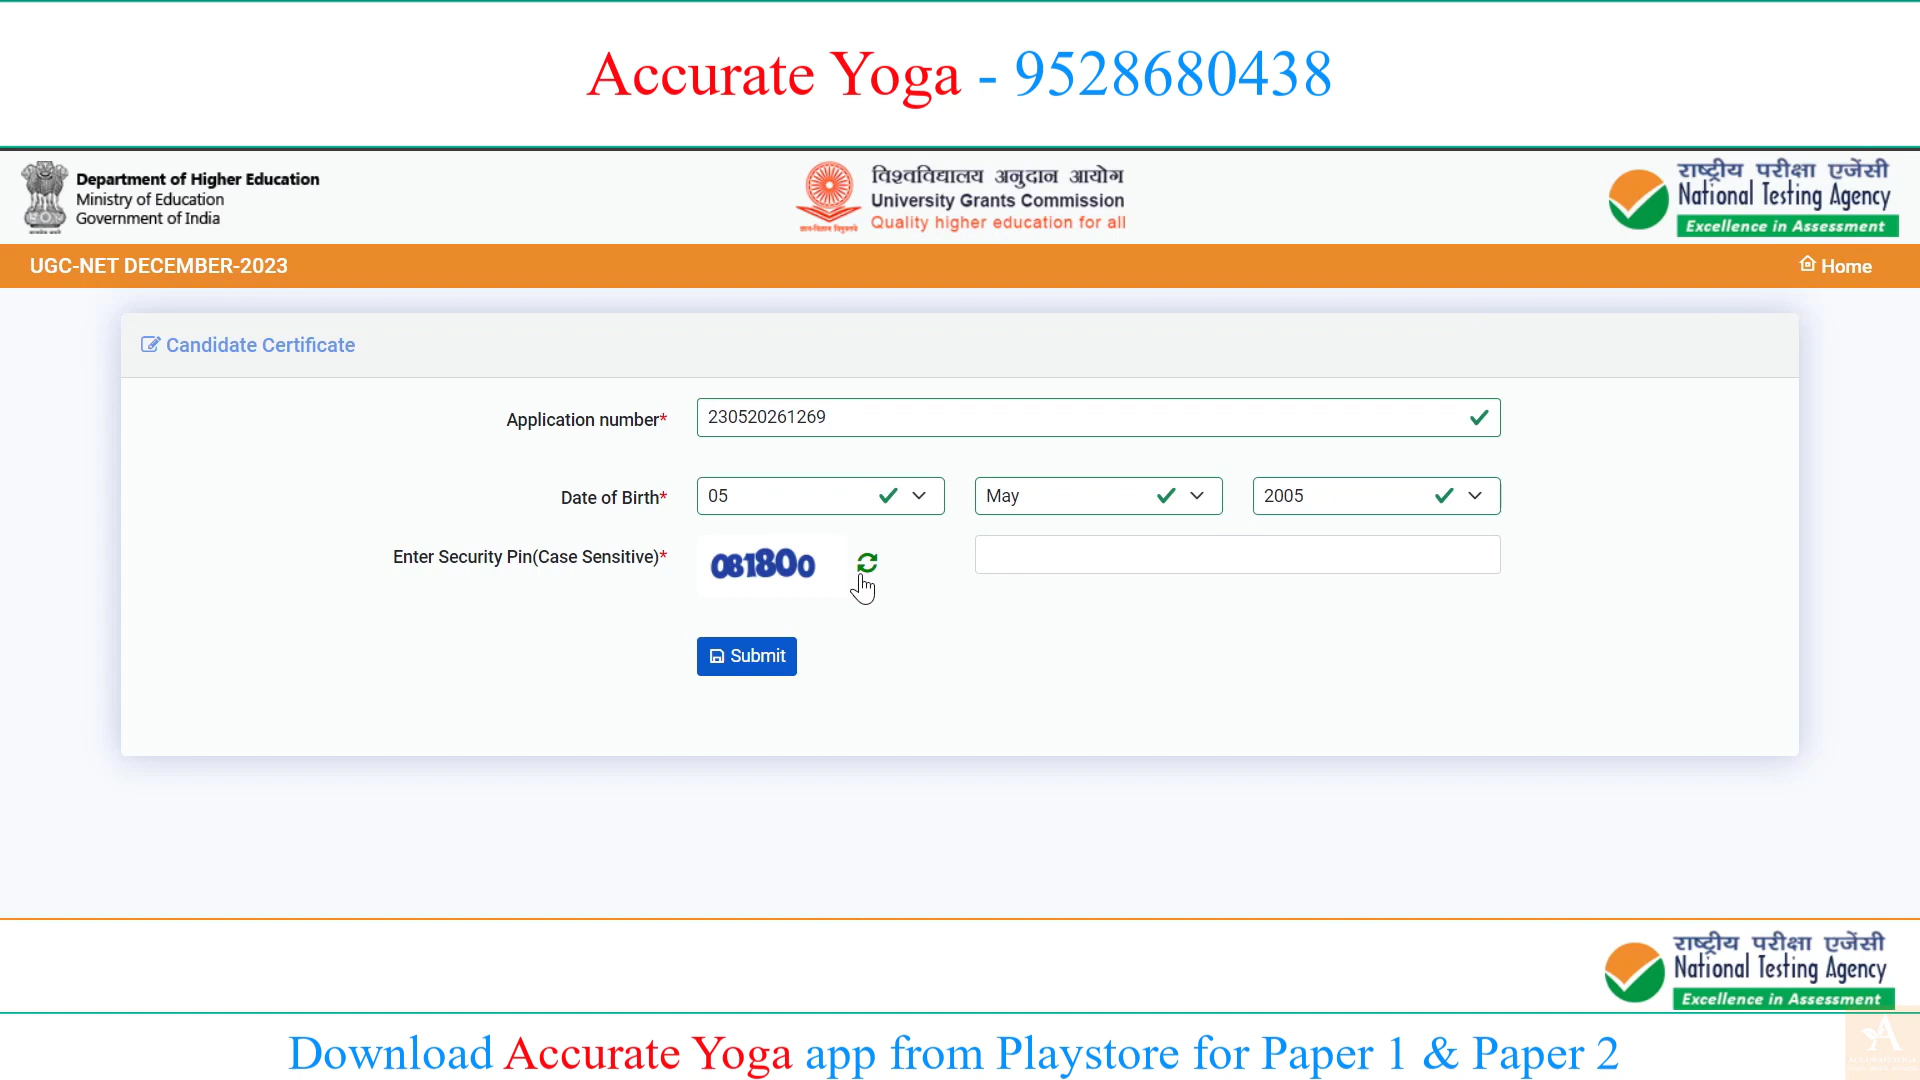 Accurate Yoga - 9528680438
Department of Higher Education
Ministry of Education
Government of India
विश्वविद्यालय अनुदान आयोग
University Grants Commission
Quality higher education for all
ज्ञान-विज्ञान विमुक्तये
राष्ट्रीय परीक्षा एजेंसी
National Testing Agency
Excellence in Assessment
UGC-NET DECEMBER-2023
Home
Candidate Certificate
Application number*
230520261269
Date of Birth*
05
May
2005
Enter Security Pin(Case Sensitive)*
Submit
राष्ट्रीय परीक्षा एजेंसी
National Testing Agency
Excellence in Assessment
Download Accurate Yoga app from Playstore for Paper 1 & Paper 2